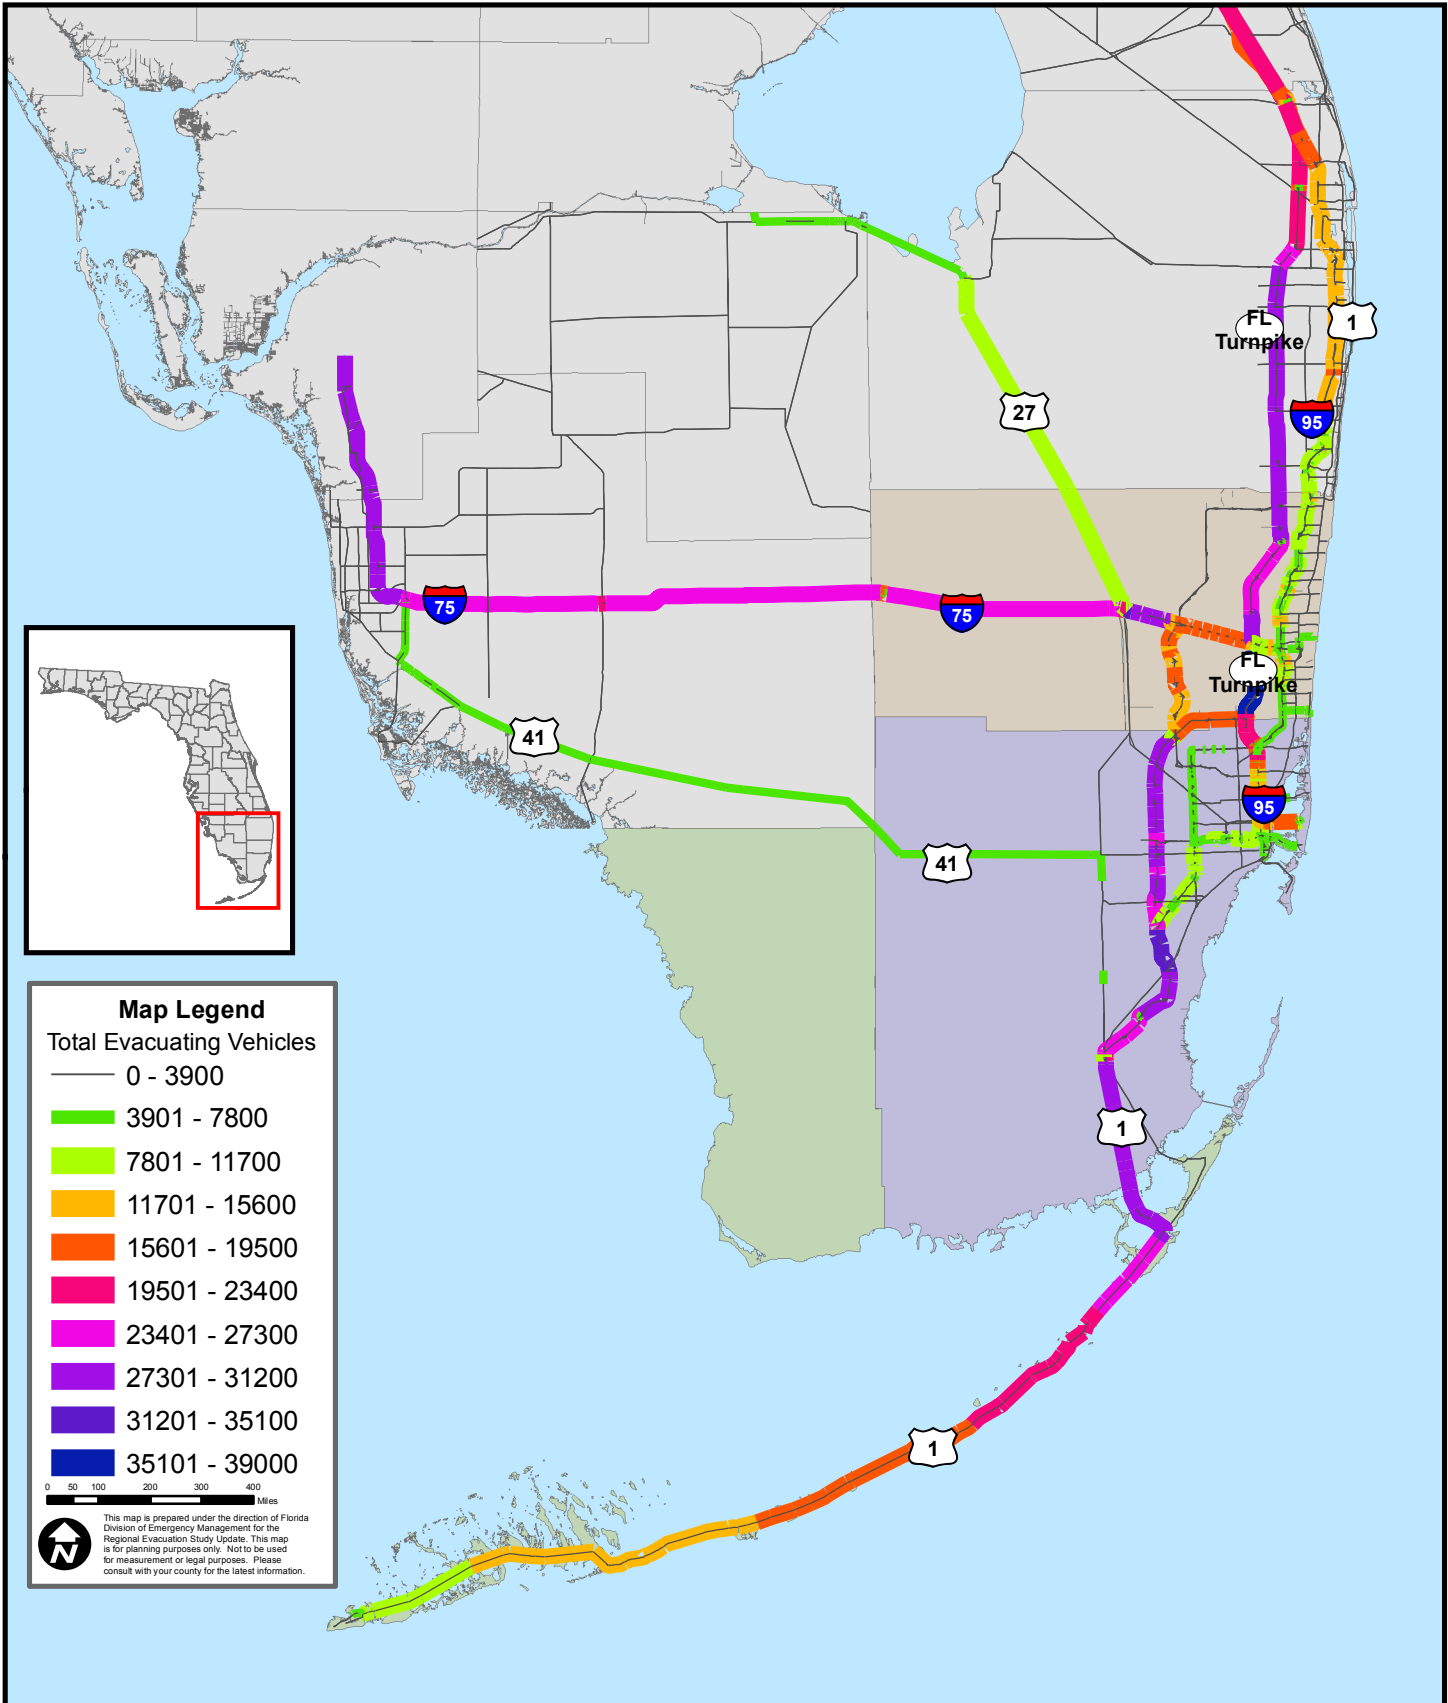 FL
Turnpike
1
95
27
75
75
FL
Turnpike
41
95
41
1
1
Map Legend
Total Evacuating Vehicles
0 - 3900
3901 - 7800
7801 - 11700
11701 - 15600
15601 - 19500
19501 - 23400
23401 - 27300
27301 - 31200
31201 - 35100
35101 - 39000
0 50 100 200 300 400
Miles
N
This map is prepared under the direction of Florida
Division of Emergency Management for the
Regional Evacuation Study Update. This map
is for planning purposes only. Not to be used
for measurement or legal purposes. Please
consult with your county for the latest information.